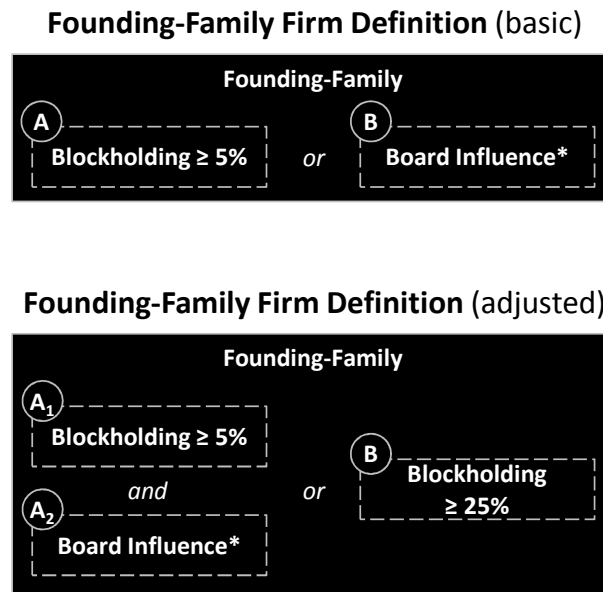 Founding-Family Firm Definition (basic)
Founding-Family
A
Blockholding ≥ 5%
or
B
Board Influence*
Founding-Family Firm Definition (adjusted)
Founding-Family
A1
Blockholding ≥ 5%
and
A2
Board Influence*
or
B
Blockholding
≥ 25%